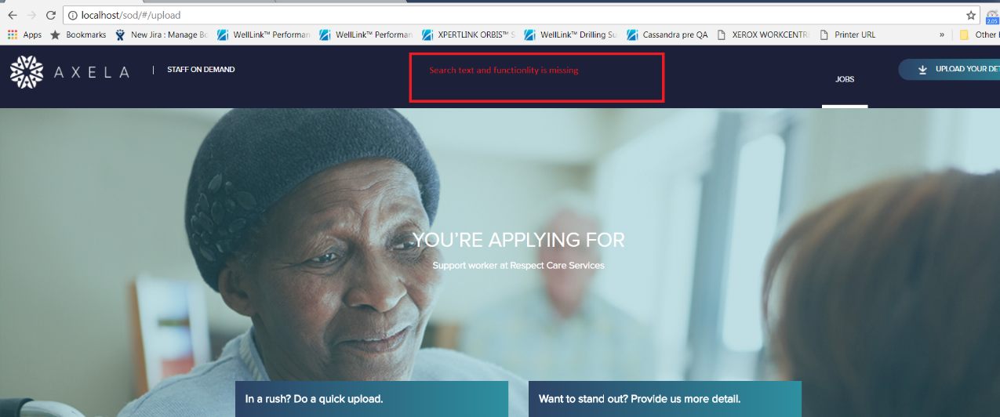 localhost/sod/#/upload
Apps Bookmarks New Jira : Manage Bo WellLink™ Performan WellLink™ Performan XPERTLINK ORBIS™ S WellLink™ Drilling Su Cassandra pre QA XEROX WORKCENTR Printer URL » Other
2.05
AXELA | STAFF ON DEMAND
Search text and functionlity is missing
JOBS
UPLOAD YOUR DET
YOU'RE APPLYING FOR
Support worker at Respect Care Services
In a rush? Do a quick upload.
Want to stand out? Provide us more detail.